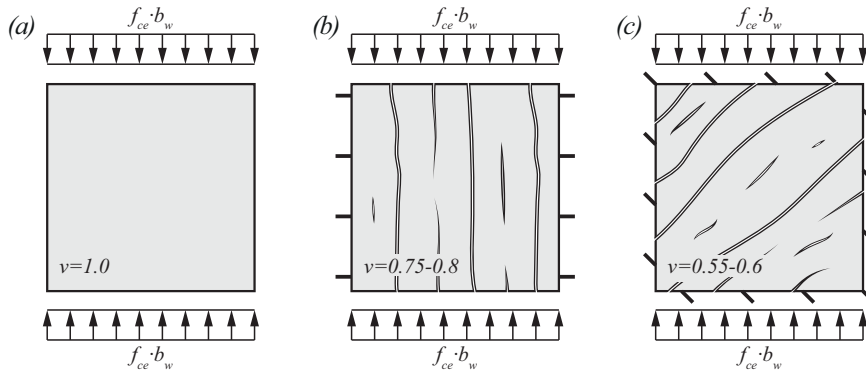 (a) f_ce·b_w (b) f_ce·b_w (c) f_ce·b_w
v=1.0 v=0.75-0.8 v=0.55-0.6
f_ce·b_w f_ce·b_w f_ce·b_w